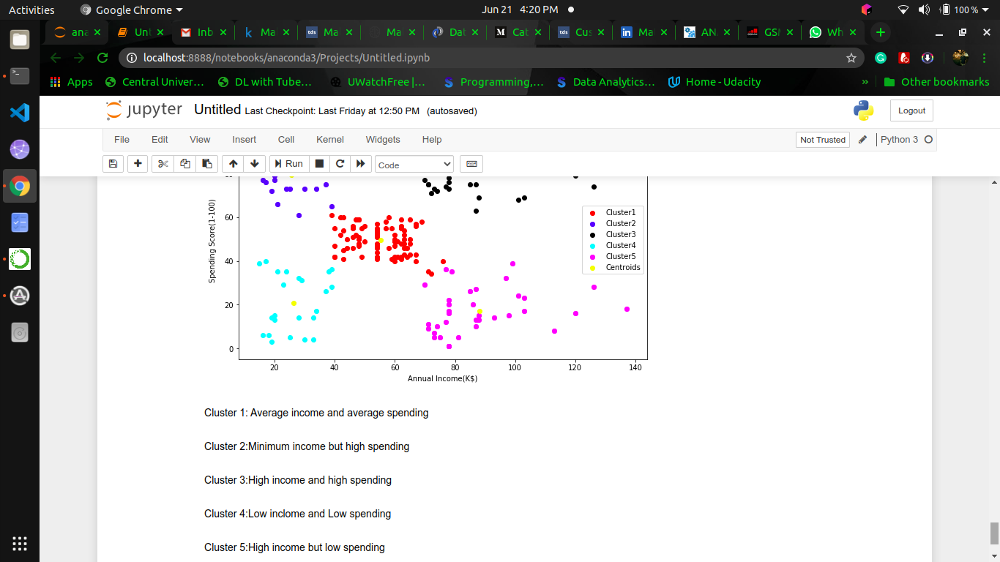 Activities Google Chrome Jun 21 4:20 PM 100 %
ana Unt Inb k Ma tds Ma Ma Dat M Cat tds Cus in Ma AN GSM Wh
localhost:8888/notebooks/anaconda3/Projects/Untitled.ipynb
Apps Central Univer… DL with Tube… UWatchFree |… Programming,… Data Analytics… Home - Udacity » Other bookmarks
jupyter Untitled Last Checkpoint: Last Friday at 12:50 PM (autosaved) Logout
File Edit View Insert Cell Kernel Widgets Help Not Trusted Python 3
Run Code
Spending Score(1-100)
60
40
20
0
Cluster1
Cluster2
Cluster3
Cluster4
Cluster5
Centroids
20 40 60 80 100 120 140
Annual Income(K$)
Cluster 1: Average income and average spending
Cluster 2:Minimum income but high spending
Cluster 3:High income and high spending
Cluster 4:Low inclome and Low spending
Cluster 5:High income but low spending